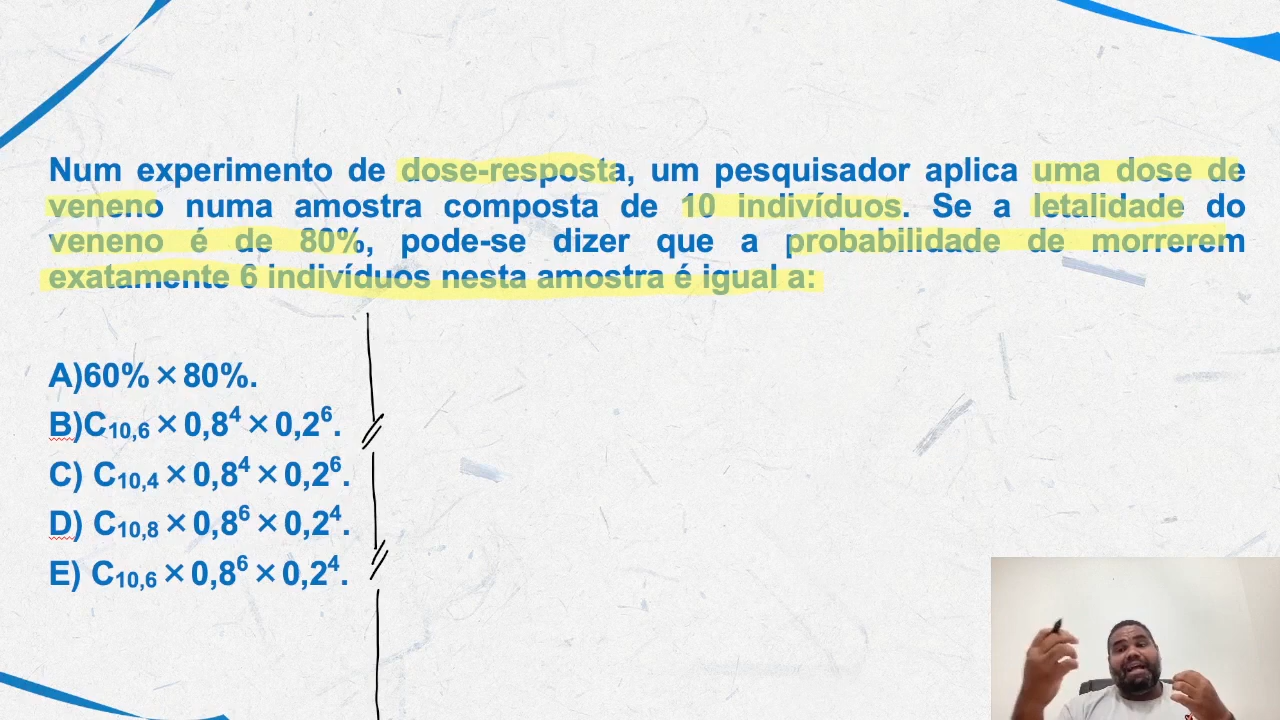 Num experimento de dose-resposta, um pesquisador aplica uma dose de
veneno numa amostra composta de 10 indivíduos. Se a letalidade do
veneno é de 80%, pode-se dizer que a probabilidade de morrerem
exatamente 6 indivíduos nesta amostra é igual a:
A)60% × 80%.
B)C₁₀,₆ × 0,8⁴ × 0,2⁶.
C) C₁₀,₄ × 0,8⁴ × 0,2⁶.
D) C₁₀,₈ × 0,8⁶ × 0,2⁴.
E) C₁₀,₆ × 0,8⁶ × 0,2⁴.